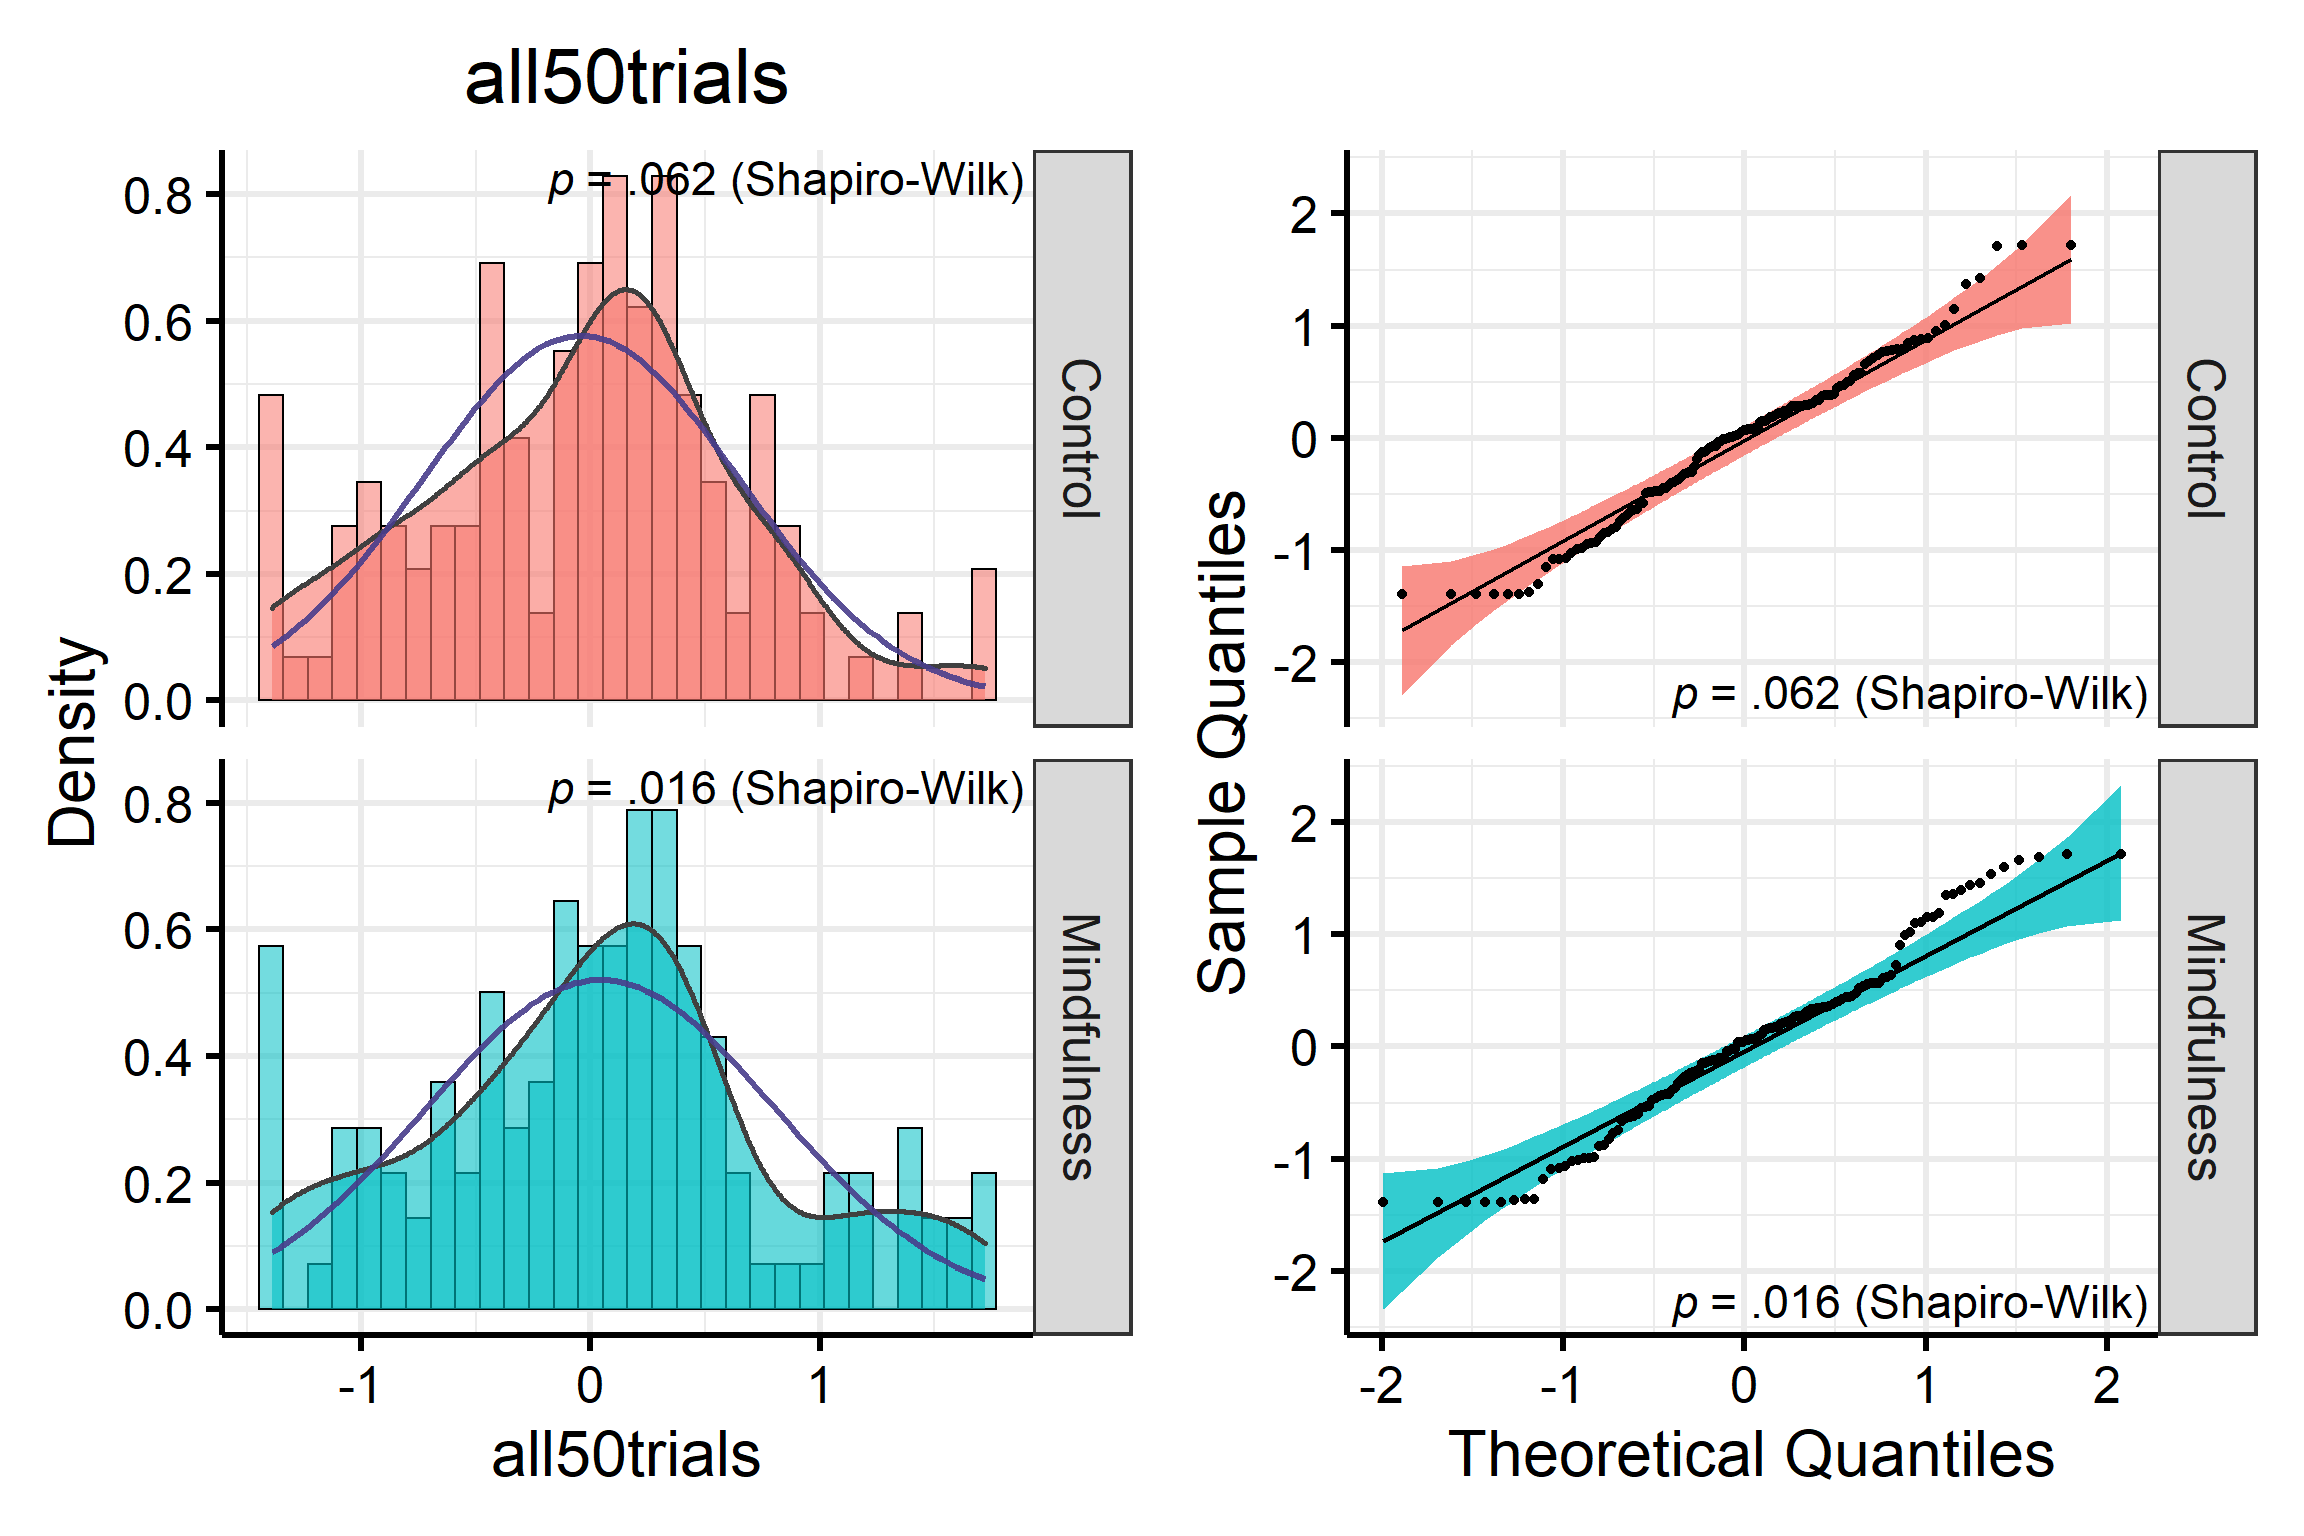 all50trials
Density
0.8
0.6
0.4
0.2
0.0
p = .062 (Shapiro-Wilk)
Control
0.8
0.6
0.4
0.2
0.0
p = .016 (Shapiro-Wilk)
Mindfulness
-1 0 1
all50trials
Sample Quantiles
2
1
0
-1
-2
p = .062 (Shapiro-Wilk)
Control
2
1
0
-1
-2
p = .016 (Shapiro-Wilk)
Mindfulness
-2 -1 0 1 2
Theoretical Quantiles